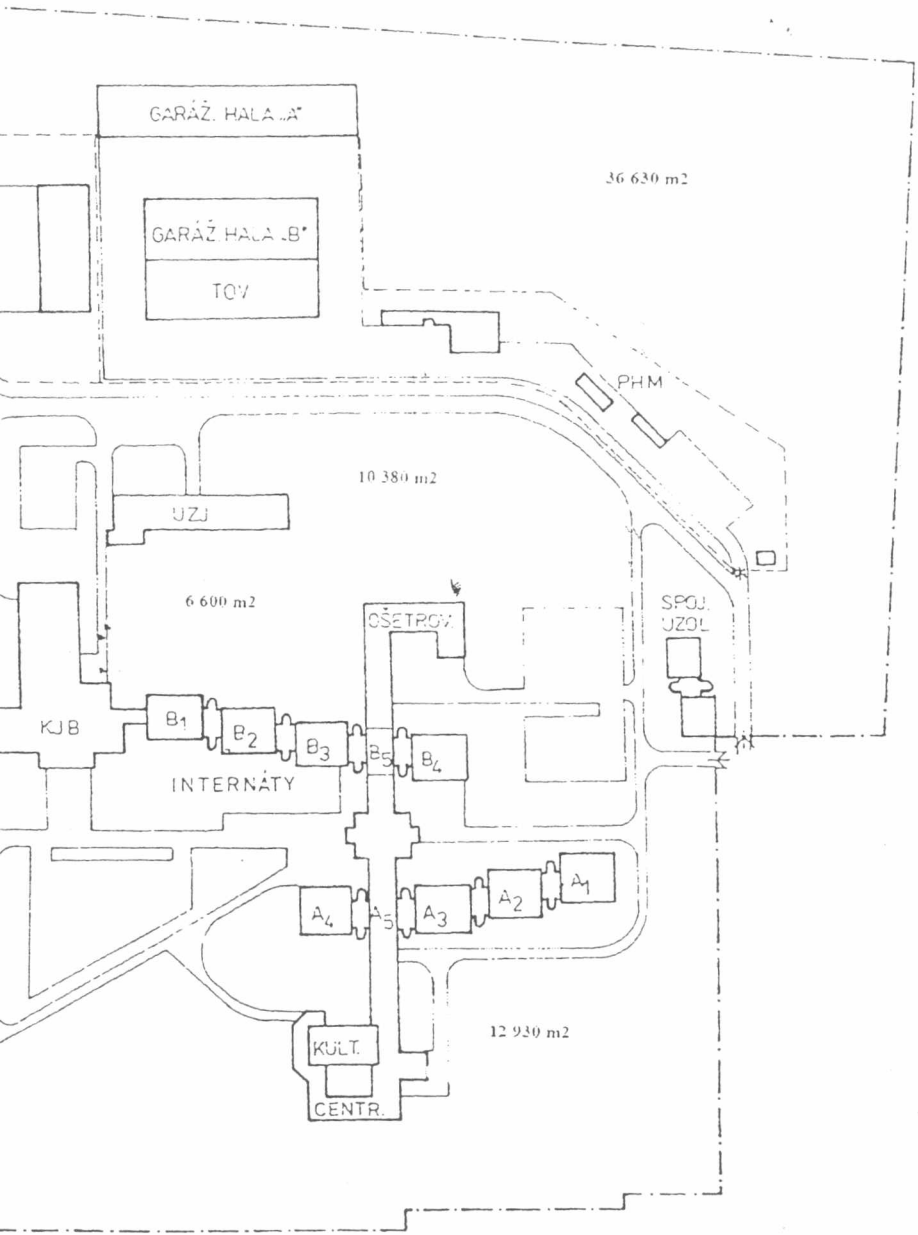 GARÁŽ. HALA „A"
36 630 m2
GARÁŽ. HALA „B"
TOV
PHM
10 380 m2
UZJ
6 600 m2
OŠETROV.
SPOJ.
UZOL
KJB
B1
B2
B3
B5
B4
INTERNÁTY
A4
A5
A3
A2
A1
12 930 m2
KULT.
CENTR.